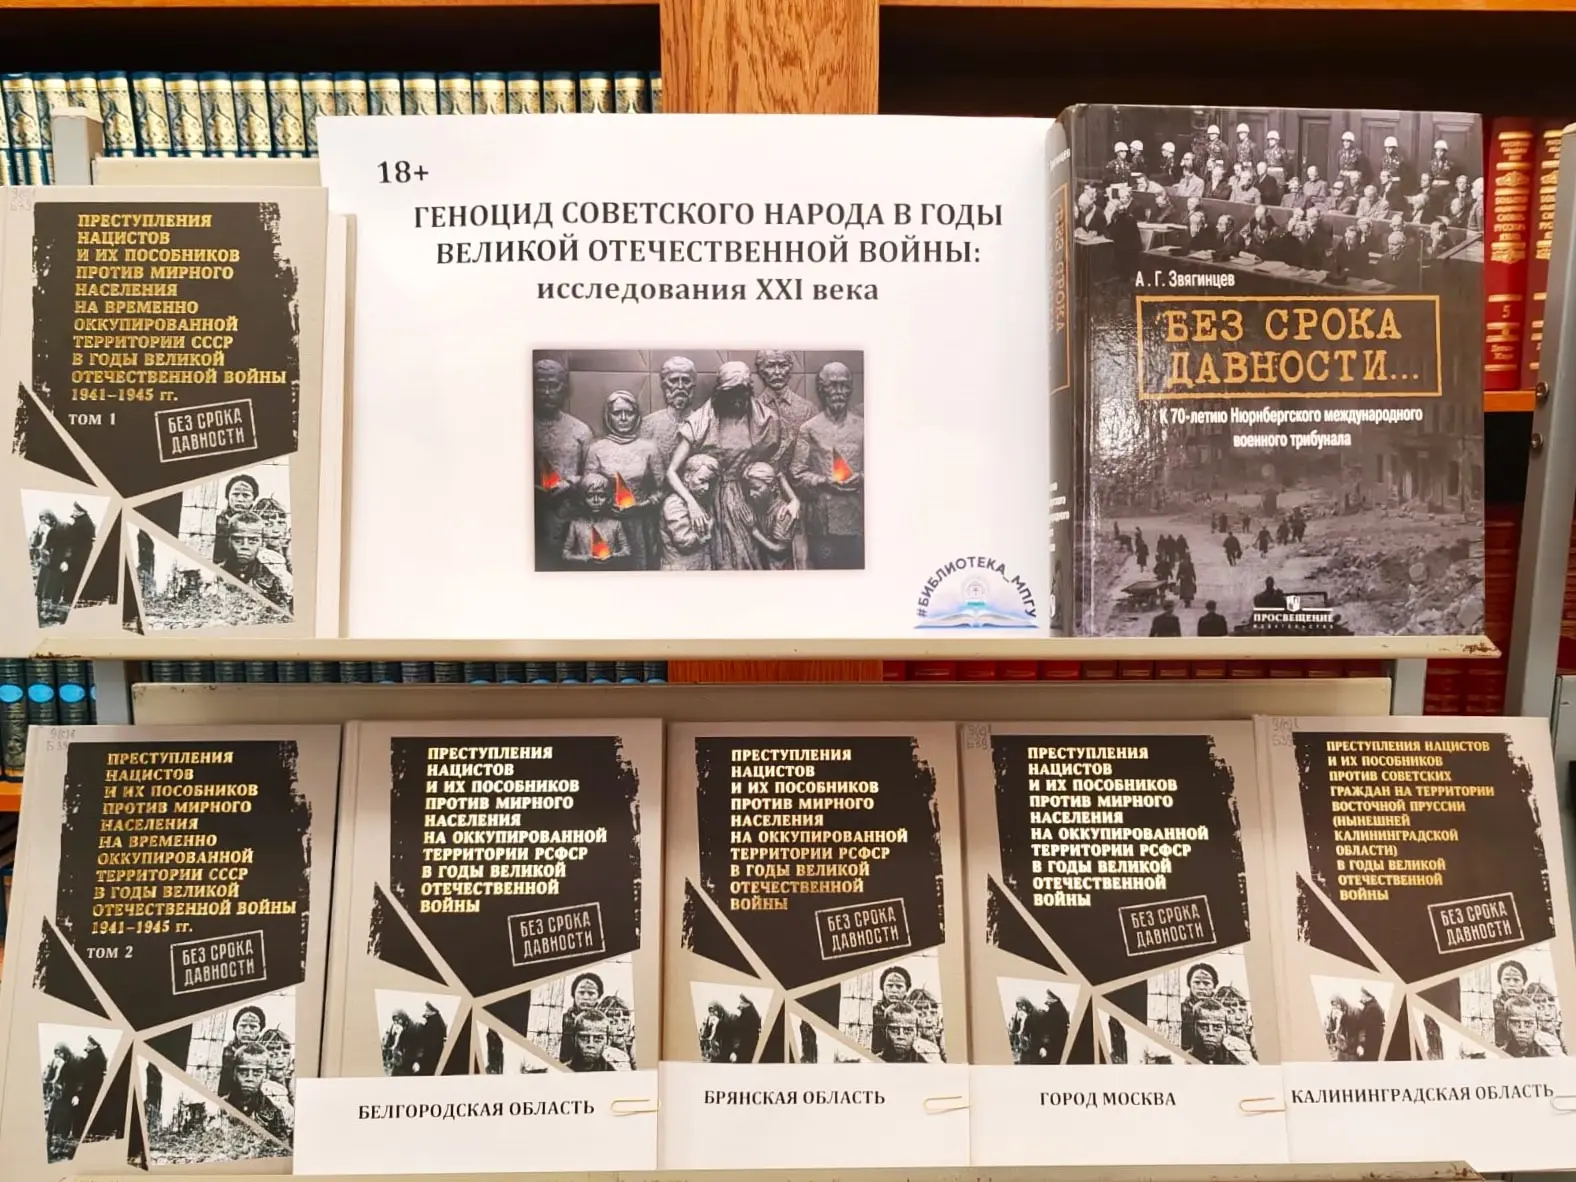 ПРЕСТУПЛЕНИЯ
НАЦИСТОВ
И ИХ ПОСОБНИКОВ
ПРОТИВ МИРНОГО
НАСЕЛЕНИЯ
НА ВРЕМЕННО
ОККУПИРОВАННОЙ
ТЕРРИТОРИИ СССР
В ГОДЫ ВЕЛИКОЙ
ОТЕЧЕСТВЕННОЙ ВОЙНЫ
1941–1945 гг.
ТОМ 1
БЕЗ СРОКА
ДАВНОСТИ
18+
ГЕНОЦИД СОВЕТСКОГО НАРОДА В ГОДЫ
ВЕЛИКОЙ ОТЕЧЕСТВЕННОЙ ВОЙНЫ:
исследования XXI века
#БИБЛИОТЕКА_МПГУ
А. Г. Звягинцев
БЕЗ СРОКА
ДАВНОСТИ...
К 70-летию Нюрнбергского международного
военного трибунала
ПРОСВЕЩЕНИЕ
ИЗДАТЕЛЬСТВО
5
ПРЕСТУПЛЕНИЯ
НАЦИСТОВ
И ИХ ПОСОБНИКОВ
ПРОТИВ МИРНОГО
НАСЕЛЕНИЯ
НА ВРЕМЕННО
ОККУПИРОВАННОЙ
ТЕРРИТОРИИ СССР
В ГОДЫ ВЕЛИКОЙ
ОТЕЧЕСТВЕННОЙ ВОЙНЫ
1941–1945 гг.
ТОМ 2
БЕЗ СРОКА
ДАВНОСТИ
ПРЕСТУПЛЕНИЯ
НАЦИСТОВ
И ИХ ПОСОБНИКОВ
ПРОТИВ МИРНОГО
НАСЕЛЕНИЯ
НА ОККУПИРОВАННОЙ
ТЕРРИТОРИИ РСФСР
В ГОДЫ ВЕЛИКОЙ
ОТЕЧЕСТВЕННОЙ
ВОЙНЫ
БЕЗ СРОКА
ДАВНОСТИ
БЕЛГОРОДСКАЯ ОБЛАСТЬ
ПРЕСТУПЛЕНИЯ
НАЦИСТОВ
И ИХ ПОСОБНИКОВ
ПРОТИВ МИРНОГО
НАСЕЛЕНИЯ
НА ОККУПИРОВАННОЙ
ТЕРРИТОРИИ РСФСР
В ГОДЫ ВЕЛИКОЙ
ОТЕЧЕСТВЕННОЙ
ВОЙНЫ
БЕЗ СРОКА
ДАВНОСТИ
БРЯНСКАЯ ОБЛАСТЬ
ПРЕСТУПЛЕНИЯ
НАЦИСТОВ
И ИХ ПОСОБНИКОВ
ПРОТИВ МИРНОГО
НАСЕЛЕНИЯ
НА ОККУПИРОВАННОЙ
ТЕРРИТОРИИ РСФСР
В ГОДЫ ВЕЛИКОЙ
ОТЕЧЕСТВЕННОЙ
ВОЙНЫ
БЕЗ СРОКА
ДАВНОСТИ
ГОРОД МОСКВА
ПРЕСТУПЛЕНИЯ НАЦИСТОВ
И ИХ ПОСОБНИКОВ
ПРОТИВ СОВЕТСКИХ
ГРАЖДАН НА ТЕРРИТОРИИ
ВОСТОЧНОЙ ПРУССИИ
(НЫНЕШНЕЙ
КАЛИНИНГРАДСКОЙ
ОБЛАСТИ)
В ГОДЫ ВЕЛИКОЙ
ОТЕЧЕСТВЕННОЙ
ВОЙНЫ
БЕЗ СРОКА
ДАВНОСТИ
КАЛИНИНГРАДСКАЯ ОБЛАСТЬ